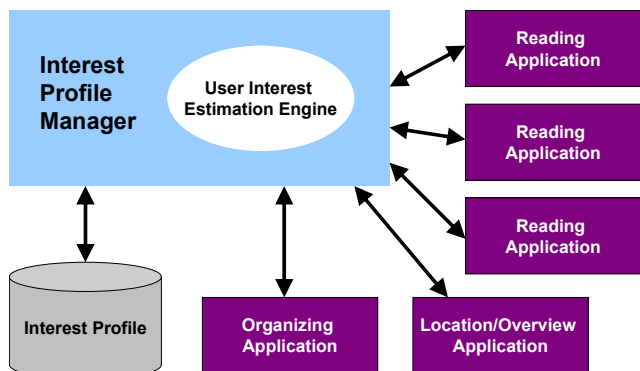 Interest
Profile
Manager
User Interest
Estimation Engine
Reading
Application
Reading
Application
Reading
Application
Interest Profile
Organizing
Application
Location/Overview
Application